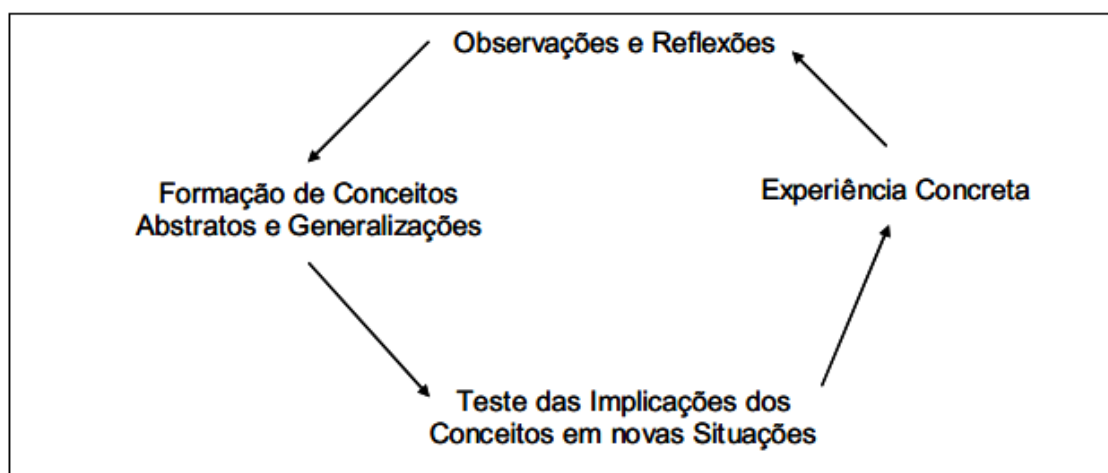 Observações e Reflexões
Formação de Conceitos
Abstratos e Generalizações
Experiência Concreta
Teste das Implicações dos
Conceitos em novas Situações